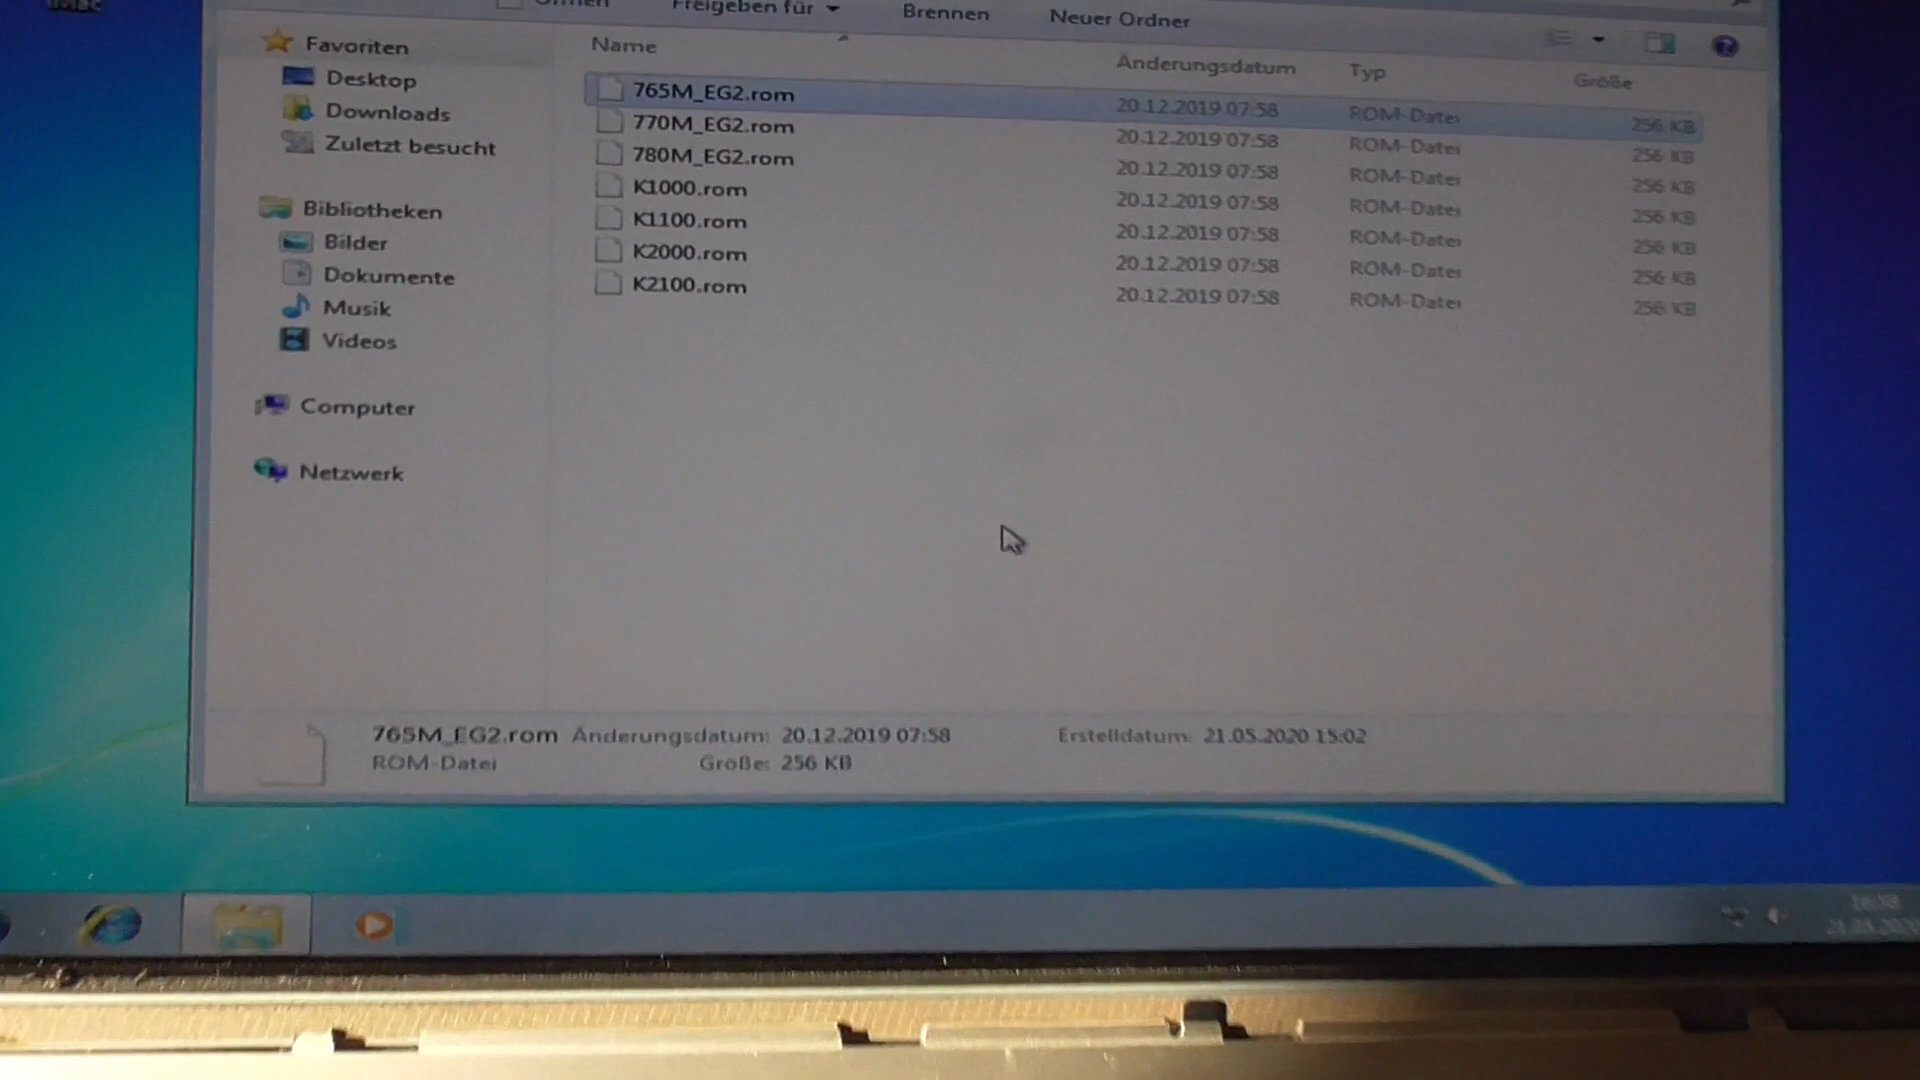 Öffnen Freigeben für Brennen Neuer Ordner
Favoriten
Desktop
Downloads
Zuletzt besucht
Bibliotheken
Bilder
Dokumente
Musik
Videos
Computer
Netzwerk
Name Änderungsdatum Typ Größe
765M_EG2.rom 20.12.2019 07:58 ROM-Datei 256 KB
770M_EG2.rom 20.12.2019 07:58 ROM-Datei 256 KB
780M_EG2.rom 20.12.2019 07:58 ROM-Datei 256 KB
K1000.rom 20.12.2019 07:58 ROM-Datei 256 KB
K1100.rom 20.12.2019 07:58 ROM-Datei 256 KB
K2000.rom 20.12.2019 07:58 ROM-Datei 256 KB
K2100.rom 20.12.2019 07:58 ROM-Datei 256 KB
765M_EG2.rom Änderungsdatum: 20.12.2019 07:58 Erstelldatum: 21.05.2020 15:02
ROM-Datei Größe: 256 KB